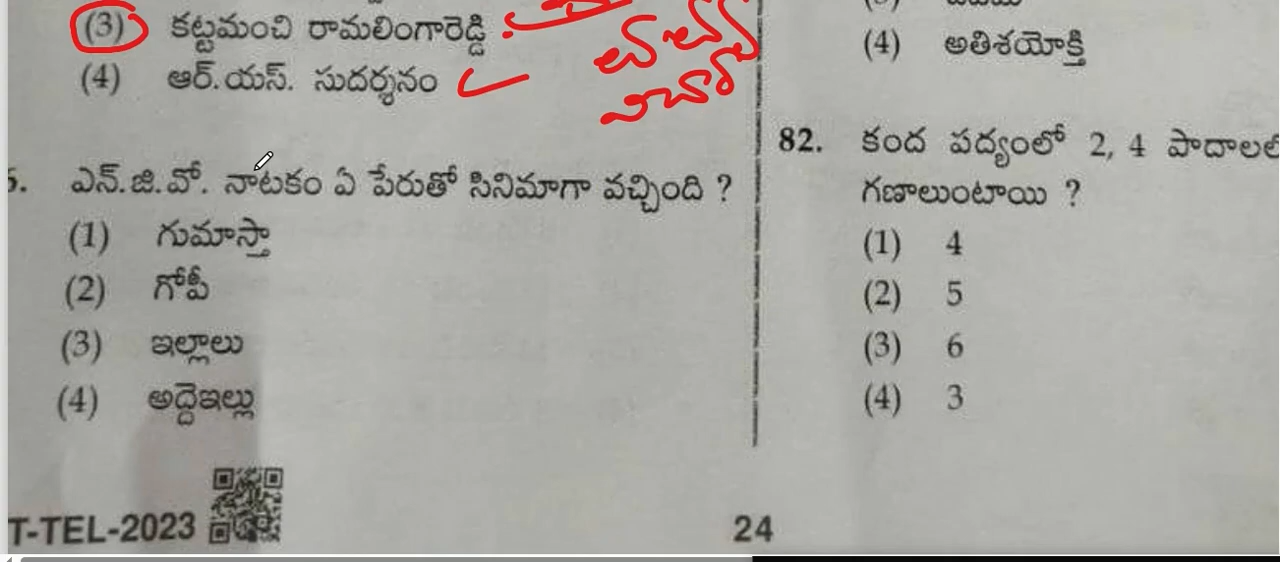 (3) కట్టమంచి రామలింగారెడ్డి
(4) ఆర్.యస్. సుదర్శనం
విచార
ఎన్.జి.వో. నాటకం ఏ పేరుతో సినిమాగా వచ్చింది ?
(1) గుమాస్తా
(2) గోపీ
(3) ఇల్లాలు
(4) అద్దెఇల్లు
(4) అతిశయోక్తి
82. కంద పద్యంలో 2, 4
గణాలుంటాయి ?
(1) 4
(2) 5
(3) 6
(4) 3
T-TEL-2023
24